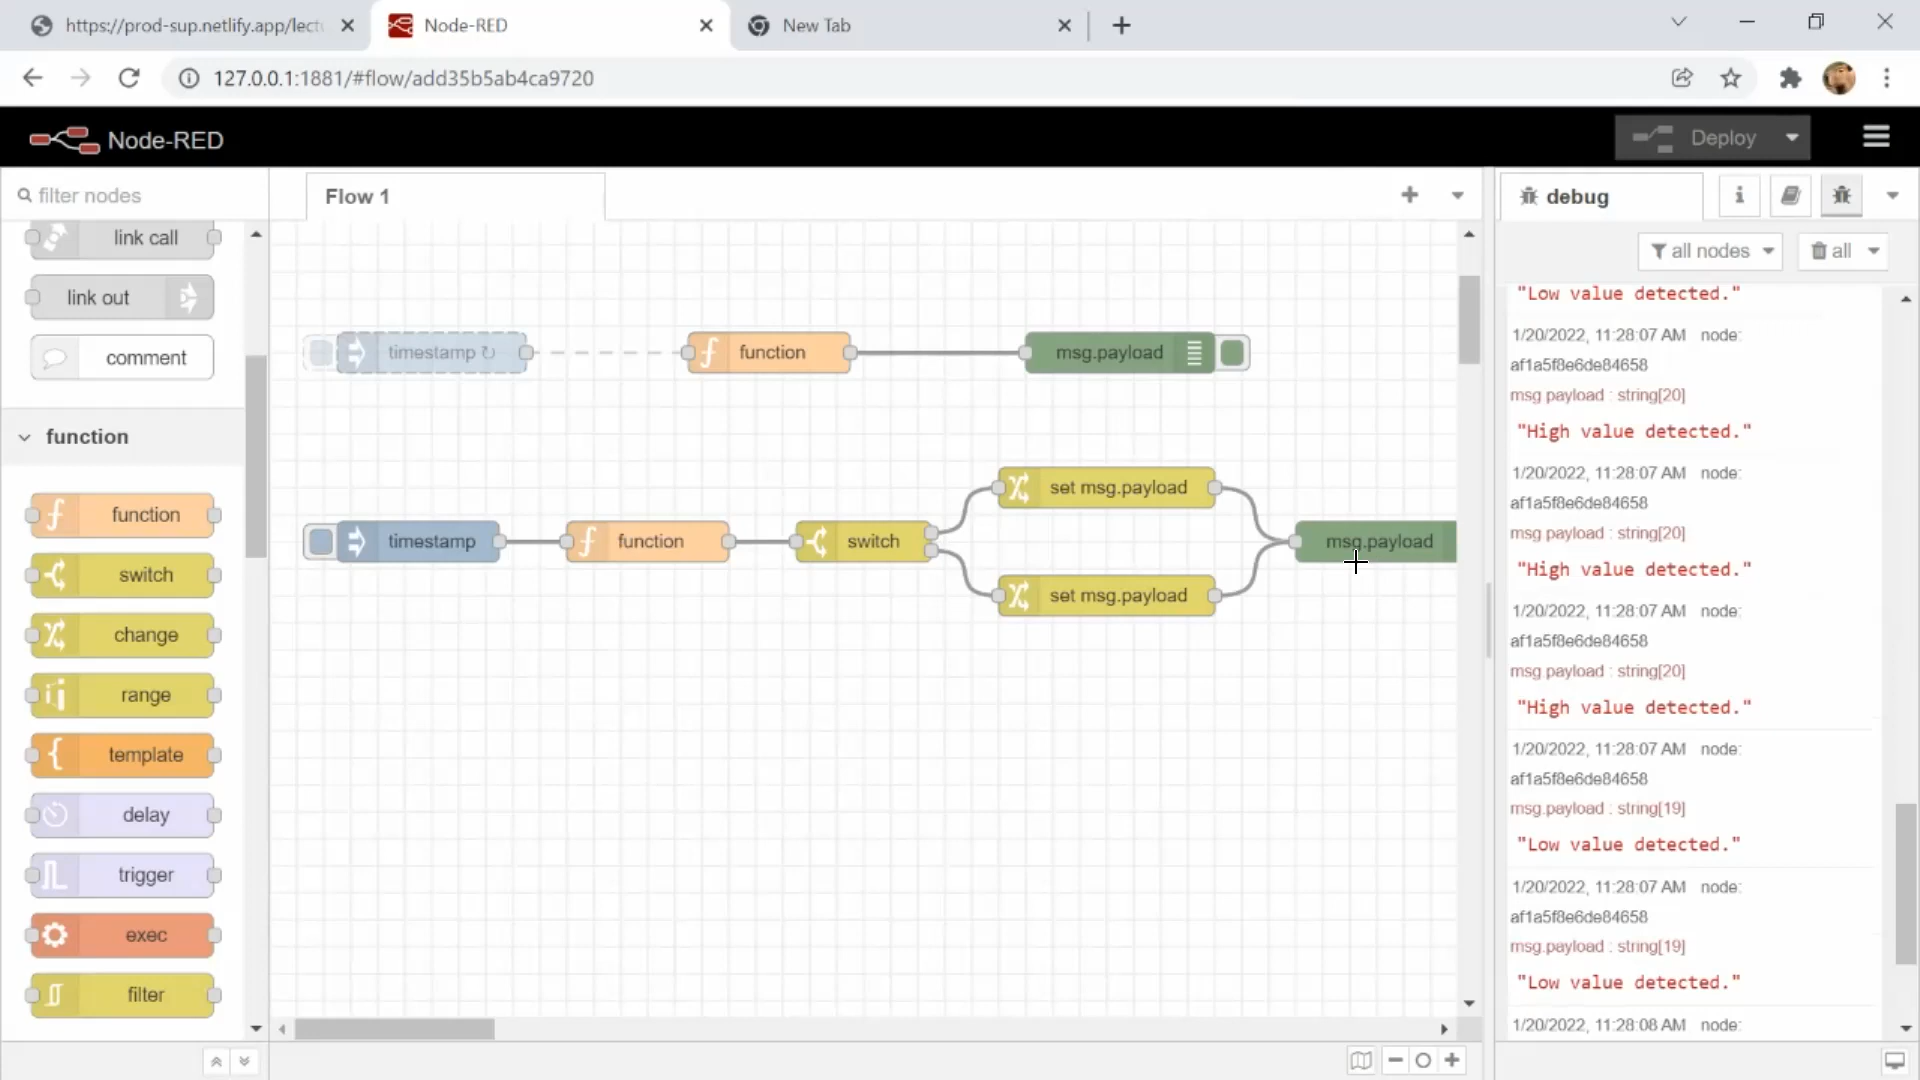 https://prod-sup.netlify.app/lect
Node-RED
New Tab
127.0.0.1:1881/#flow/add35b5ab4ca9720
Node-RED
Deploy
filter nodes
Flow 1
debug
all nodes
all
link call
link out
comment
function
function
switch
change
range
template
delay
trigger
exec
filter
timestamp ↻
function
msg.payload
timestamp
function
switch
set msg.payload
set msg.payload
msg.payload
"Low value detected."
1/20/2022, 11:28:07 AM node:
af1a5f8e6de84658
msg.payload : string[20]
"High value detected."
1/20/2022, 11:28:07 AM node:
af1a5f8e6de84658
msg.payload : string[20]
"High value detected."
1/20/2022, 11:28:07 AM node:
af1a5f8e6de84658
msg.payload : string[20]
"High value detected."
1/20/2022, 11:28:07 AM node:
af1a5f8e6de84658
msg.payload : string[19]
"Low value detected."
1/20/2022, 11:28:07 AM node:
af1a5f8e6de84658
msg.payload : string[19]
"Low value detected."
1/20/2022, 11:28:08 AM node: